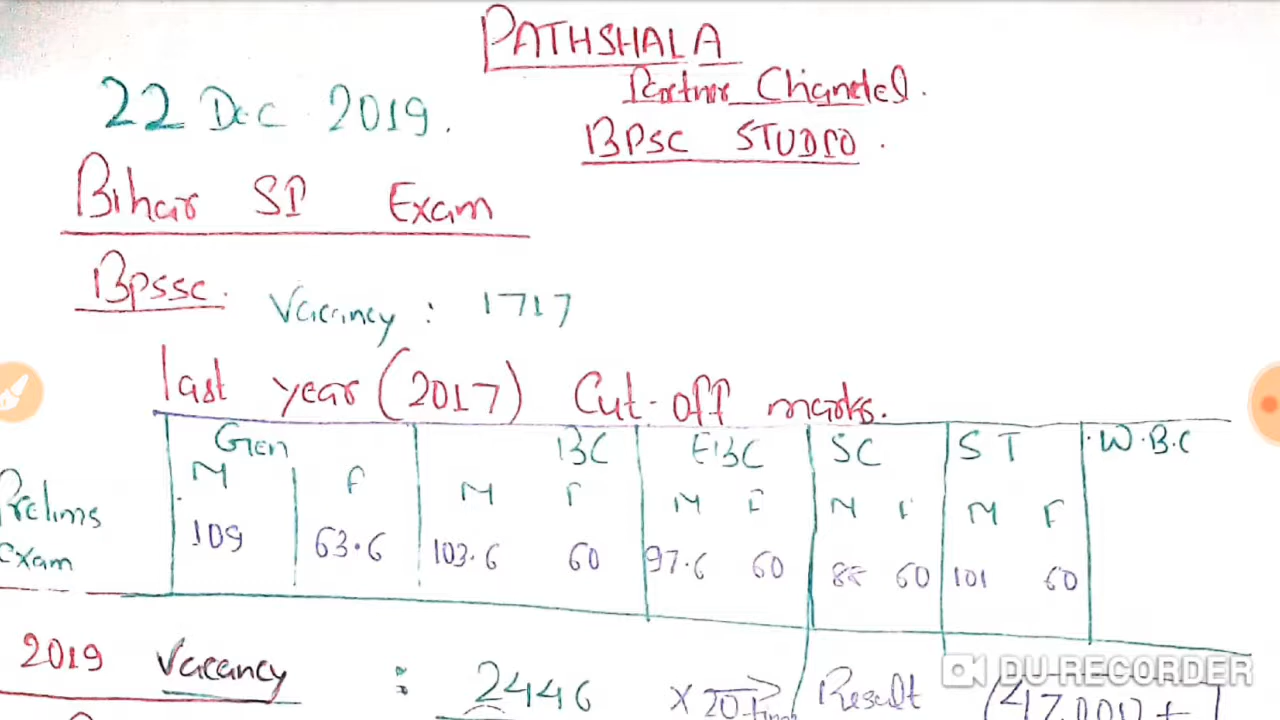 PATHSHALA
Partner Channel.
22 Dec 2019.
BPSC STUDIO.
Bihar SI Exam
BPSSC.
Vacancy : 1717
last year (2017) Cut-off marks.
Gen BC EBC SC ST W.B.C
M F M F M F M F M F
Prelims 109 63.6 103.6 60 97.6 60 60 101 60
Exam
2019 Vacancy : 2446 × 20 Result
DU RECORDER